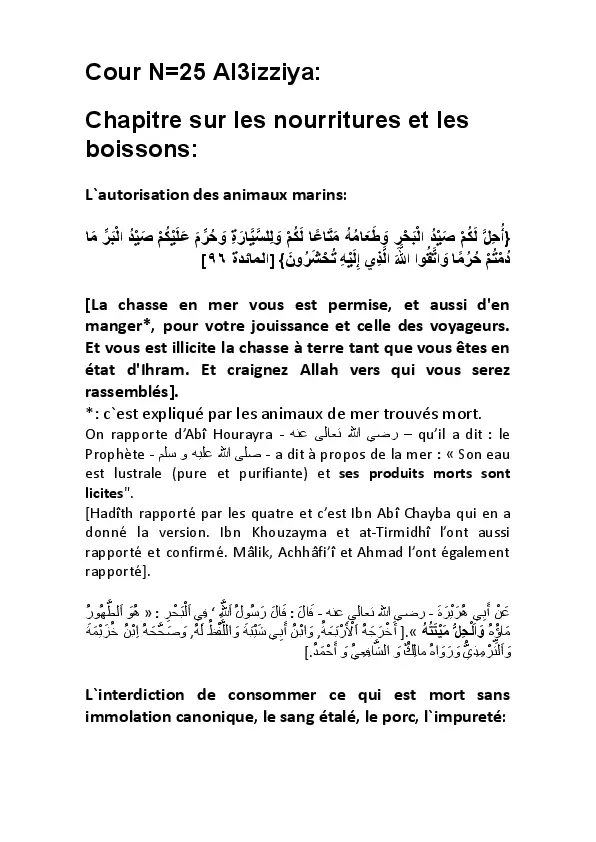 Cour N=25 Al3izziya:
Chapitre sur les nourritures et les
boissons:
L`autorisation des animaux marins:
{أُحِلَّ لَكُمْ صَيْدُ الْبَحْرِ وَطَعَامُهُ مَتَاعًا لَكُمْ وَلِلسَّيَّارَةِ وَحُرِّمَ عَلَيْكُمْ صَيْدُ الْبَرِّ مَا
دُمْتُمْ حُرُمًا وَاتَّقُوا اللَّهَ الَّذِي إِلَيْهِ تُحْشَرُونَ} [المائدة ٩٦]
[La chasse en mer vous est permise, et aussi d'en
manger*, pour votre jouissance et celle des voyageurs.
Et vous est illicite la chasse à terre tant que vous êtes en
état d'Ihram. Et craignez Allah vers qui vous serez
rassemblés].
*: c`est expliqué par les animaux de mer trouvés mort.
On rapporte d’Abî Hourayra - رضي الله تعالى عنه – qu’il a dit : le
Prophète - صلى الله عليه و سلم - a dit à propos de la mer : « Son eau
est lustrale (pure et purifiante) et ses produits morts sont
licites".
[Hadîth rapporté par les quatre et c’est Ibn Abî Chayba qui en a
donné la version. Ibn Khouzayma et at-Tirmidhî l’ont aussi
rapporté et confirmé. Mâlik, Achhâfi’î et Ahmad l’ont également
rapporté].
عَنْ أَبِي هُرَيْرَةَ - رضي الله تعالى عنه - قَالَ : قَالَ رَسُولُ اَللَّهِ ‘ فِي اَلْبَحْرِ : « هُوَ اَلطَّهُورُ
مَاؤُهُ وَاَلْحِلُّ مَيْتَتُهُ ».[ أَخْرَجَهُ اَلْأَرْبَعَةُ, وَابْنُ أَبِي شَيْبَةَ وَاللَّفْظُ لَهُ, وَصَحَّحَهُ اِبْنُ خُزَيْمَةَ
وَاَلتِّرْمِذِيُّ وَرَوَاهُ مالِكٌ وَ الشَّافِعِيُّ وَ أَحْمَدُ.]
L`interdiction de consommer ce qui est mort sans
immolation canonique, le sang étalé, le porc, l`impureté: